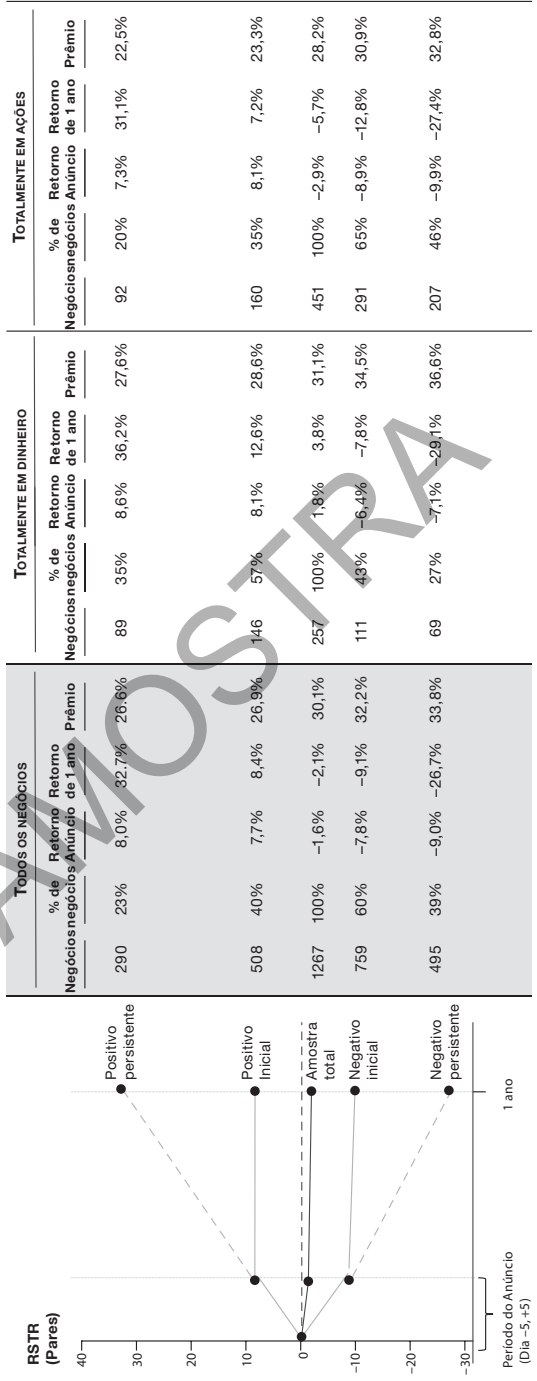 RSTR
(Pares)
40
30
20
10
0
–10
–20
–30
Positivo
persistente
Positivo
Inicial
Amostra
total
Negativo
inicial
Negativo
persistente
Período do Anúncio
(Dia –5, +5)
1 ano
TODOS OS NEGÓCIOS
Negócios % de negócios Retorno Anúncio Retorno de 1 ano Prêmio
290 23% 8,0% 32.7% 26.6%
508 40% 7,7% 8,4% 26,9%
1267 100% –1,6% –2,1% 30,1%
759 60% –7,8% –9,1% 32,2%
495 39% –9,0% –26,7% 33,8%
TOTALMENTE EM DINHEIRO
Negócios % de negócios Retorno Anúncio Retorno de 1 ano Prêmio
89 35% 8,6% 36,2% 27,6%
146 57% 8,1% 12,6% 28,6%
257 100% 1,8% 3,8% 31,1%
111 43% –6,4% –7,8% 34,5%
69 27% –7,1% –29,1% 36,6%
TOTALMENTE EM AÇÕES
Negócios % de negócios Retorno Anúncio Retorno de 1 ano Prêmio
92 20% 7,3% 31,1% 22,5%
160 35% 8,1% 7,2% 23,3%
451 100% –2,9% –5,7% 28,2%
291 65% –8,9% –12,8% 30,9%
207 46% –9,9% –27,4% 32,8%
AMOSTRA